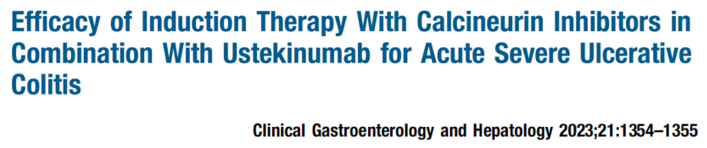 Efficacy of Induction Therapy With Calcineurin Inhibitors in
Combination With Ustekinumab for Acute Severe Ulcerative
Colitis
Clinical Gastroenterology and Hepatology 2023;21:1354–1355